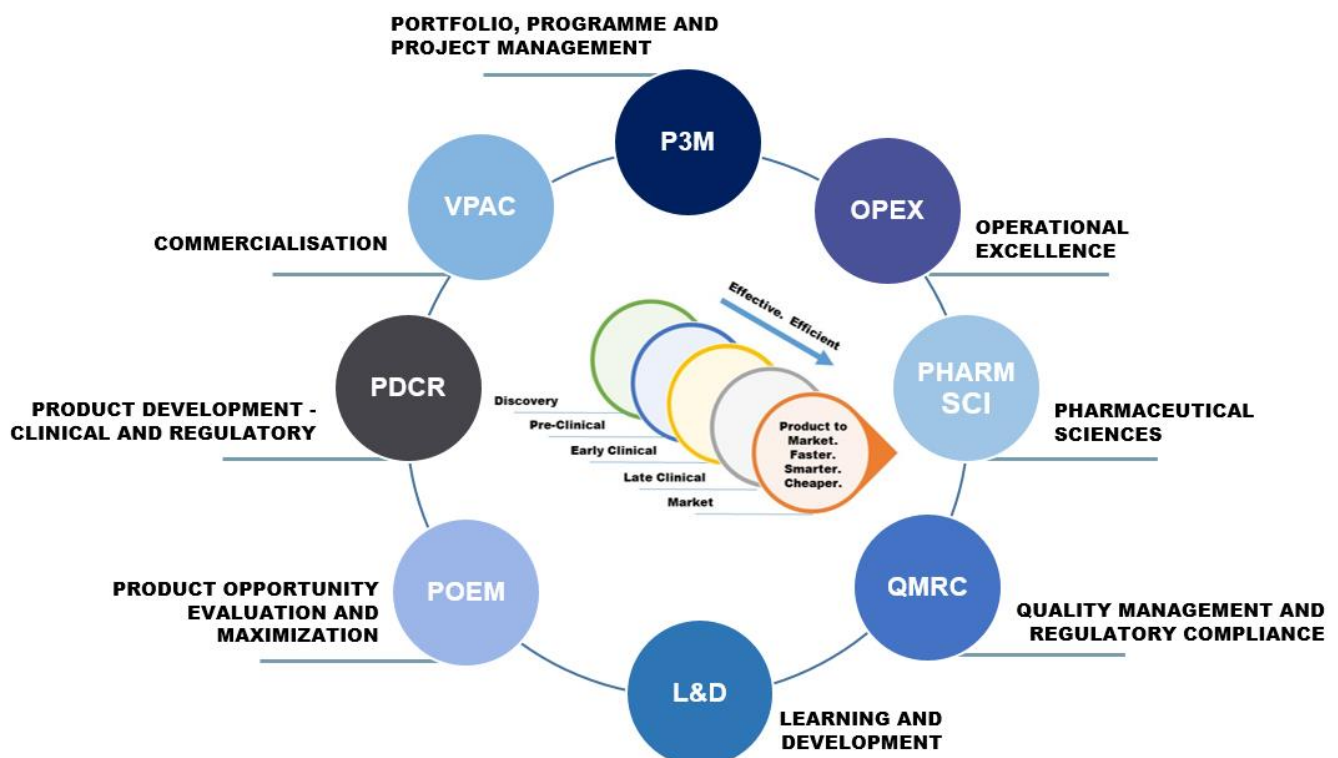 PORTFOLIO, PROGRAMME AND
PROJECT MANAGEMENT
P3M
VPAC
COMMERCIALISATION
OPEX
OPERATIONAL
EXCELLENCE
PDCR
PRODUCT DEVELOPMENT -
CLINICAL AND REGULATORY
Effective. Efficient
Discovery
Pre-Clinical
Early Clinical
Late Clinical
Market
Product to
Market.
Faster.
Smarter.
Cheaper.
PHARM
SCI
PHARMACEUTICAL
SCIENCES
POEM
PRODUCT OPPORTUNITY
EVALUATION AND
MAXIMIZATION
QMRC
QUALITY MANAGEMENT AND
REGULATORY COMPLIANCE
L&D
LEARNING AND
DEVELOPMENT